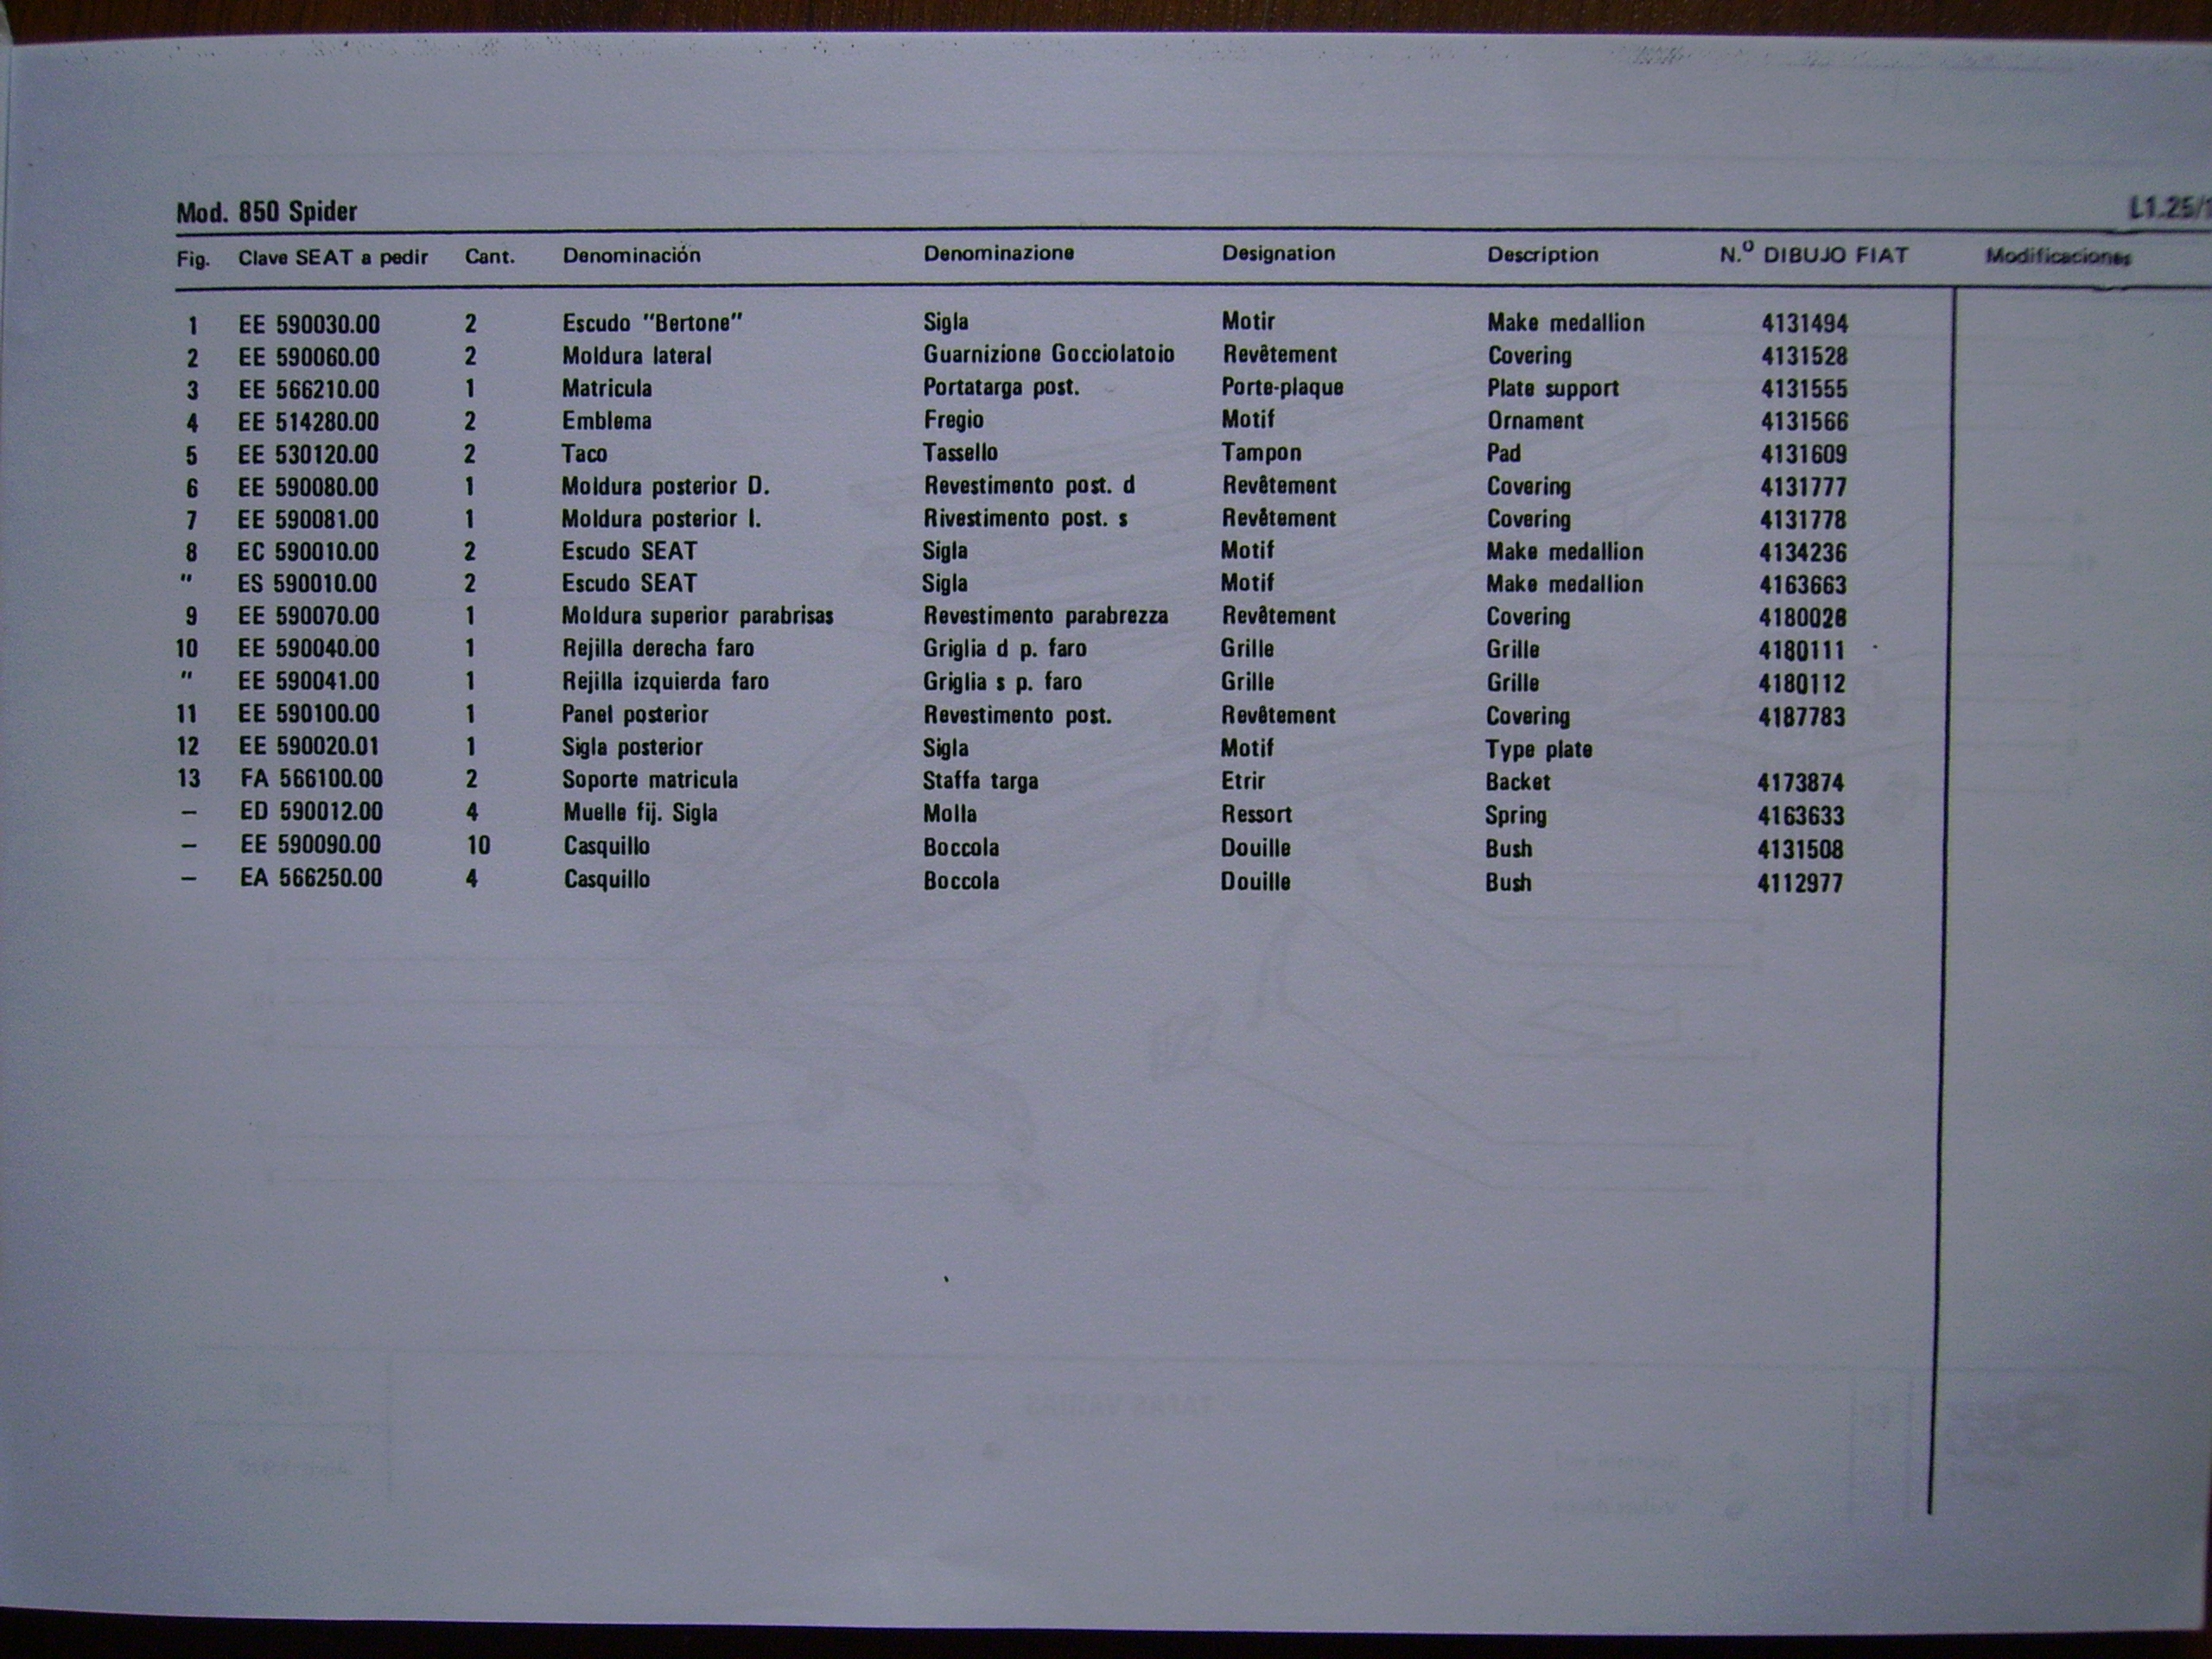 Mod. 850 Spider L1.25/1
Fig. Clave SEAT a pedir Cant. Denominación Denominazione Designation Description N.º DIBUJO FIAT Modificaciones
1 EE 590030.00 2 Escudo "Bertone" Sigla Motir Make medallion 4131494
2 EE 590060.00 2 Moldura lateral Guarnizione Gocciolatoio Revêtement Covering 4131528
3 EE 566210.00 1 Matricula Portatarga post. Porte-plaque Plate support 4131555
4 EE 514280.00 2 Emblema Fregio Motif Ornament 4131566
5 EE 530120.00 2 Taco Tassello Tampon Pad 4131609
6 EE 590080.00 1 Moldura posterior D. Revestimento post. d Revêtement Covering 4131777
7 EE 590081.00 1 Moldura posterior I. Rivestimento post. s Revêtement Covering 4131778
8 EC 590010.00 2 Escudo SEAT Sigla Motif Make medallion 4134236
" ES 590010.00 2 Escudo SEAT Sigla Motif Make medallion 4163663
9 EE 590070.00 1 Moldura superior parabrisas Revestimento parabrezza Revêtement Covering 4180026
10 EE 590040.00 1 Rejilla derecha faro Griglia d p. faro Grille Grille 4180111
" EE 590041.00 1 Rejilla izquierda faro Griglia s p. faro Grille Grille 4180112
11 EE 590100.00 1 Panel posterior Revestimento post. Revêtement Covering 4187783
12 EE 590020.01 1 Sigla posterior Sigla Motif Type plate
13 FA 566100.00 2 Soporte matricula Staffa targa Etrir Backet 4173874
– ED 590012.00 4 Muelle fij. Sigla Molla Ressort Spring 4163633
– EE 590090.00 10 Casquillo Boccola Douille Bush 4131508
– EA 566250.00 4 Casquillo Boccola Douille Bush 4112977
TAPAS VARIAS